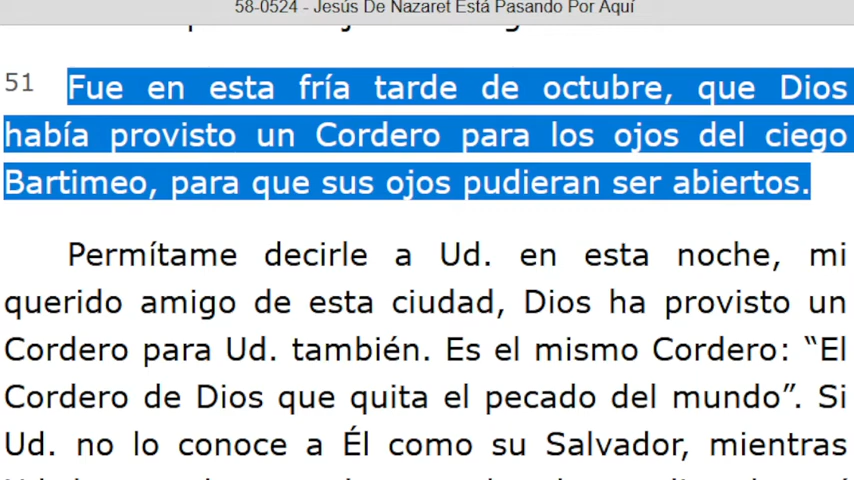 58-0524 - Jesús De Nazaret Está Pasando Por Aquí
51 Fue en esta fría tarde de octubre, que Dios
había provisto un Cordero para los ojos del ciego
Bartimeo, para que sus ojos pudieran ser abiertos.
Permítame decirle a Ud. en esta noche, mi
querido amigo de esta ciudad, Dios ha provisto un
Cordero para Ud. también. Es el mismo Cordero: “El
Cordero de Dios que quita el pecado del mundo”. Si
Ud. no lo conoce a Él como su Salvador, mientras